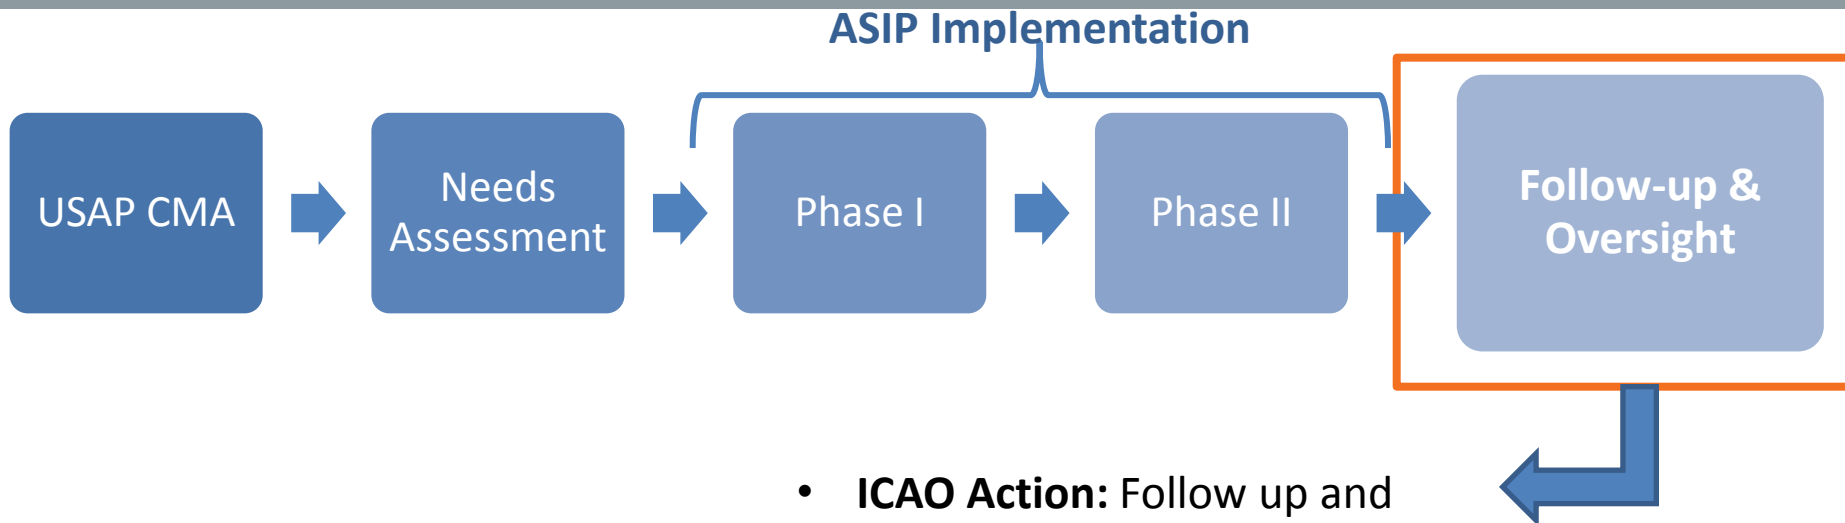 ASIP Implementation
USAP CMA
Needs
Assessment
Phase I
Phase II
Follow-up &
Oversight
• ICAO Action: Follow up and